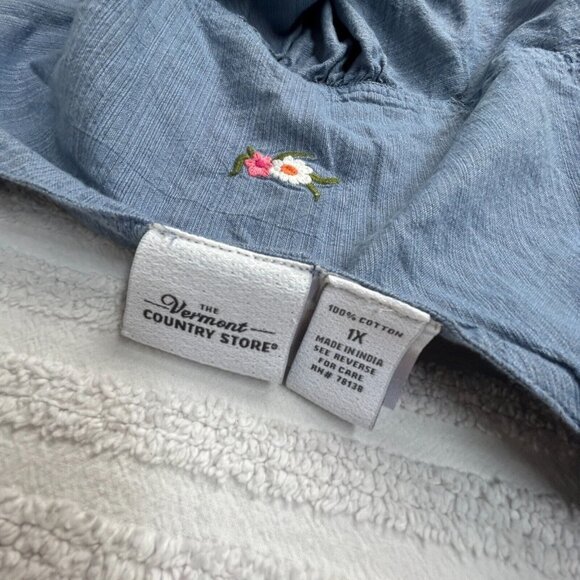 THE
Vermont
COUNTRY STORE®
100% COTTON
1X
MADE IN INDIA
SEE REVERSE
FOR CARE
RN# 78138